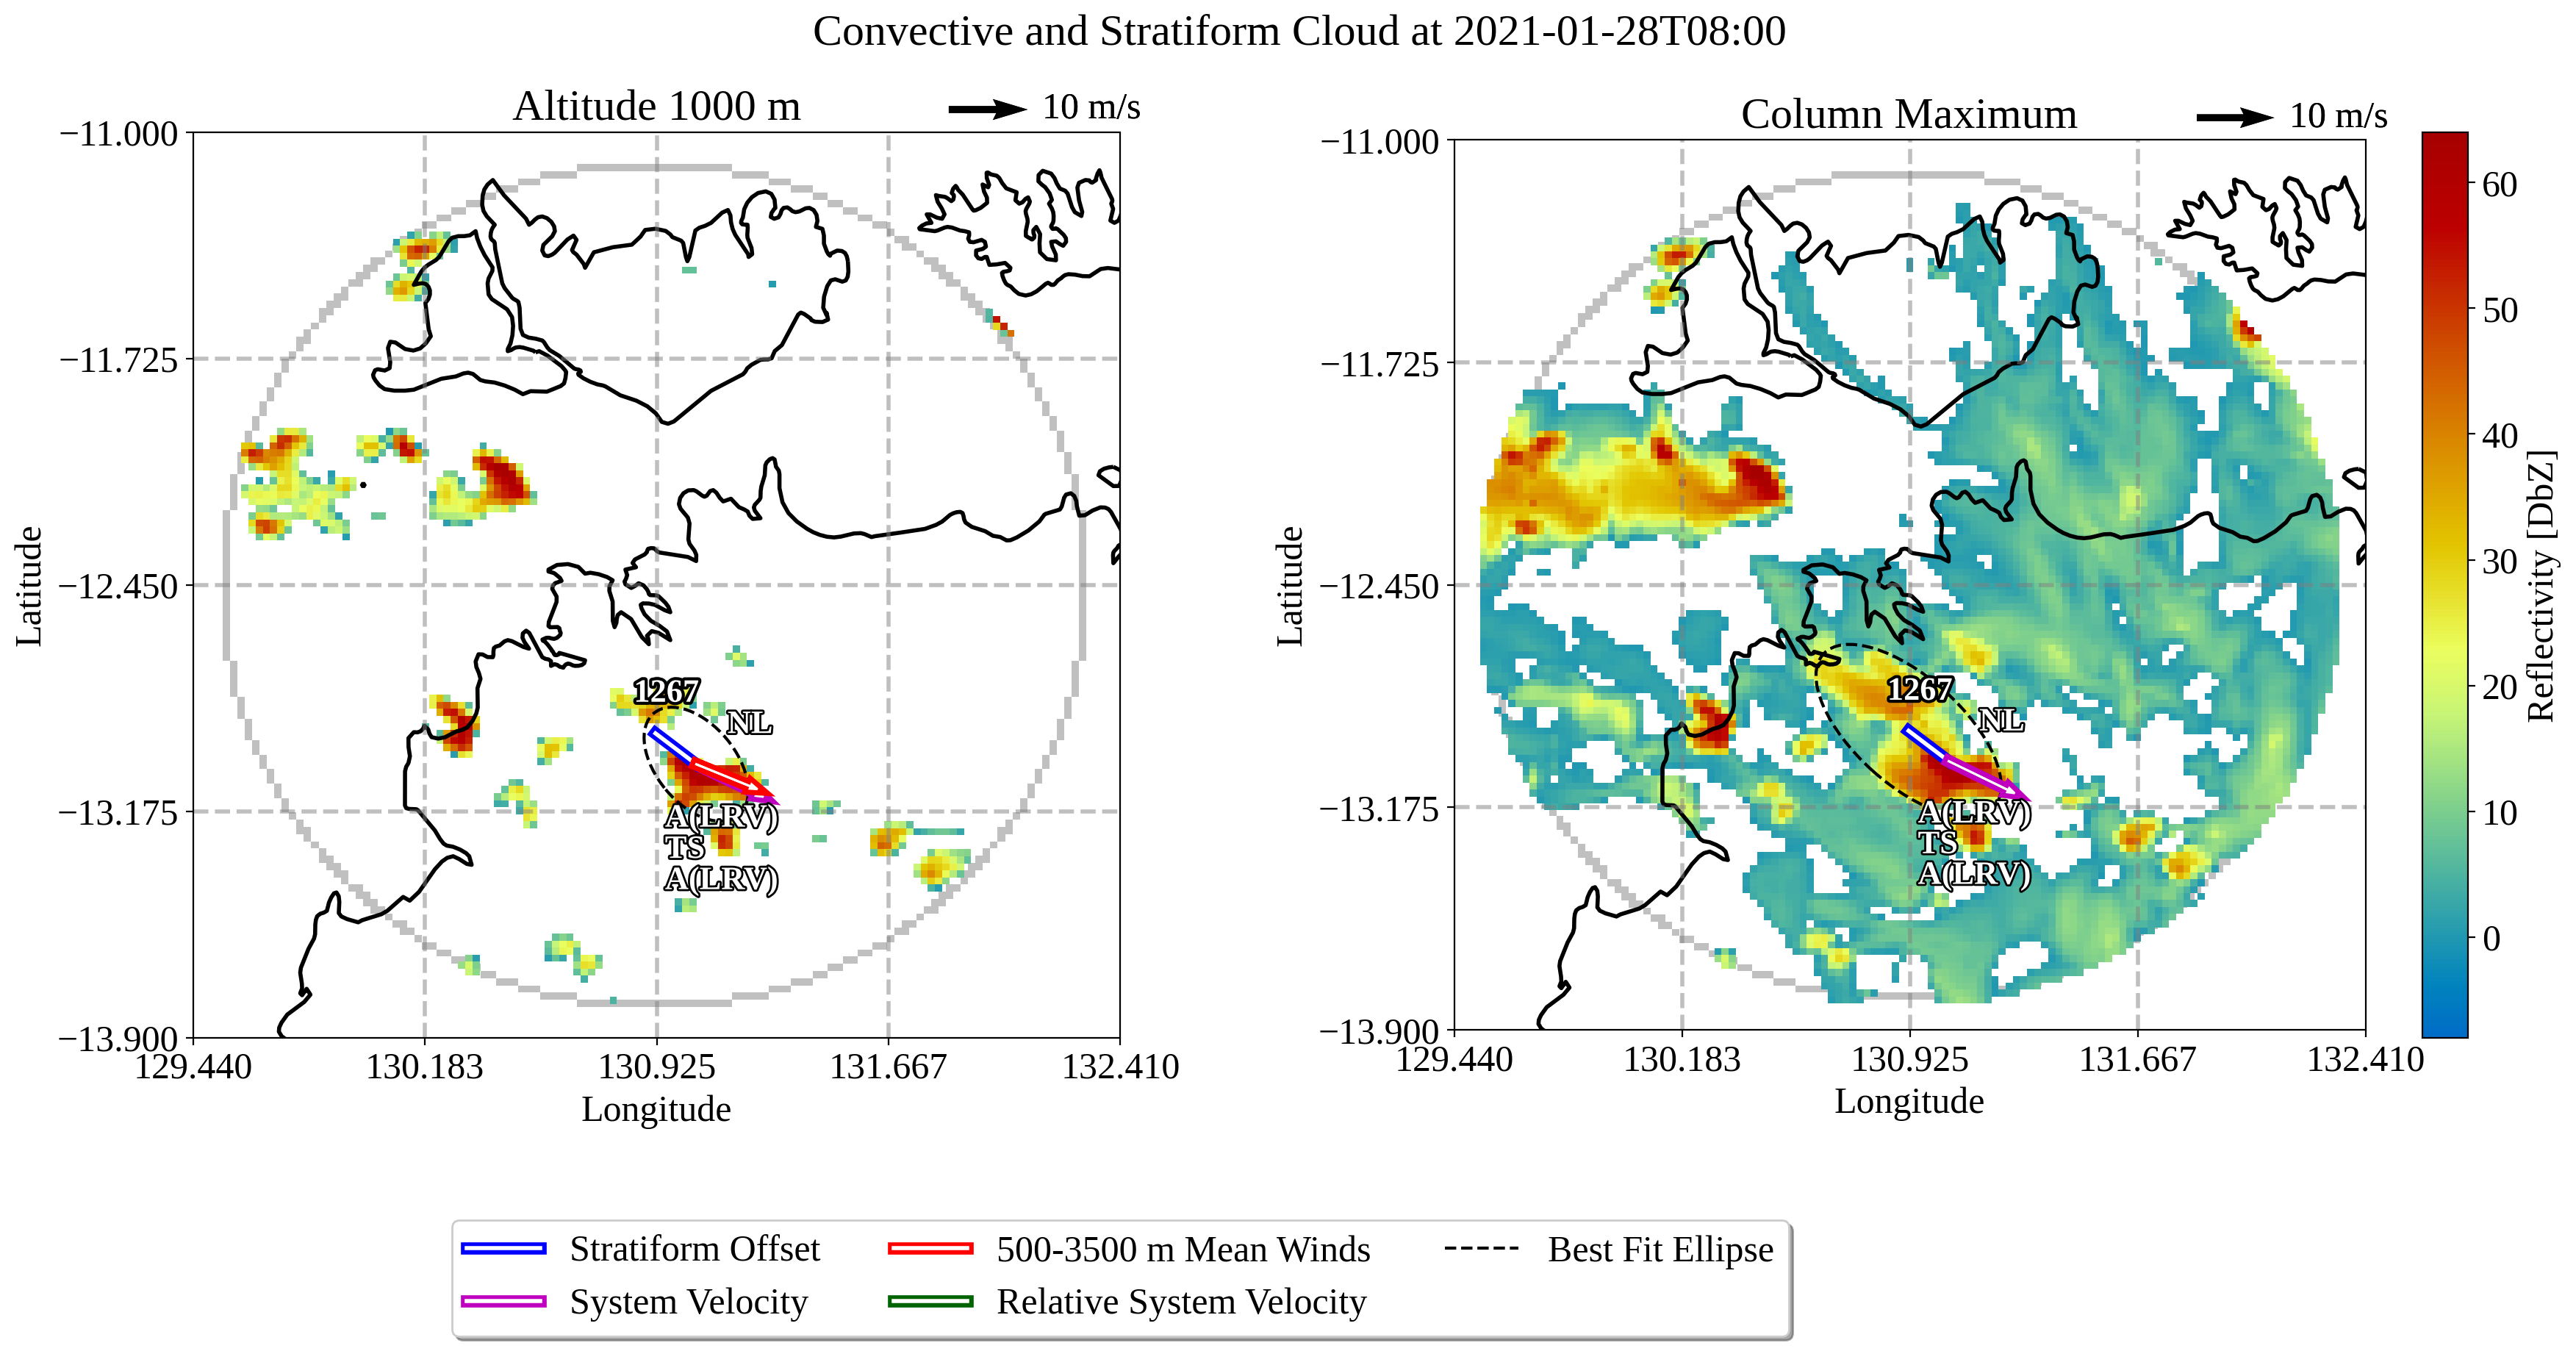 Convective and Stratiform Cloud at 2021-01-28T08:00
Altitude 1000 m
10 m/s
−11.000
−11.725
−12.450
−13.175
−13.900
Latitude
129.440
130.183
130.925
131.667
132.410
Longitude
1267
NL
A(LRV)
TS
A(LRV)
Column Maximum
10 m/s
−11.000
−11.725
−12.450
−13.175
−13.900
Latitude
129.440
130.183
130.925
131.667
132.410
Longitude
1267
NL
A(LRV)
TS
A(LRV)
60
50
40
30
20
10
0
Reflectivity [DbZ]
Stratiform Offset
System Velocity
500-3500 m Mean Winds
Relative System Velocity
Best Fit Ellipse